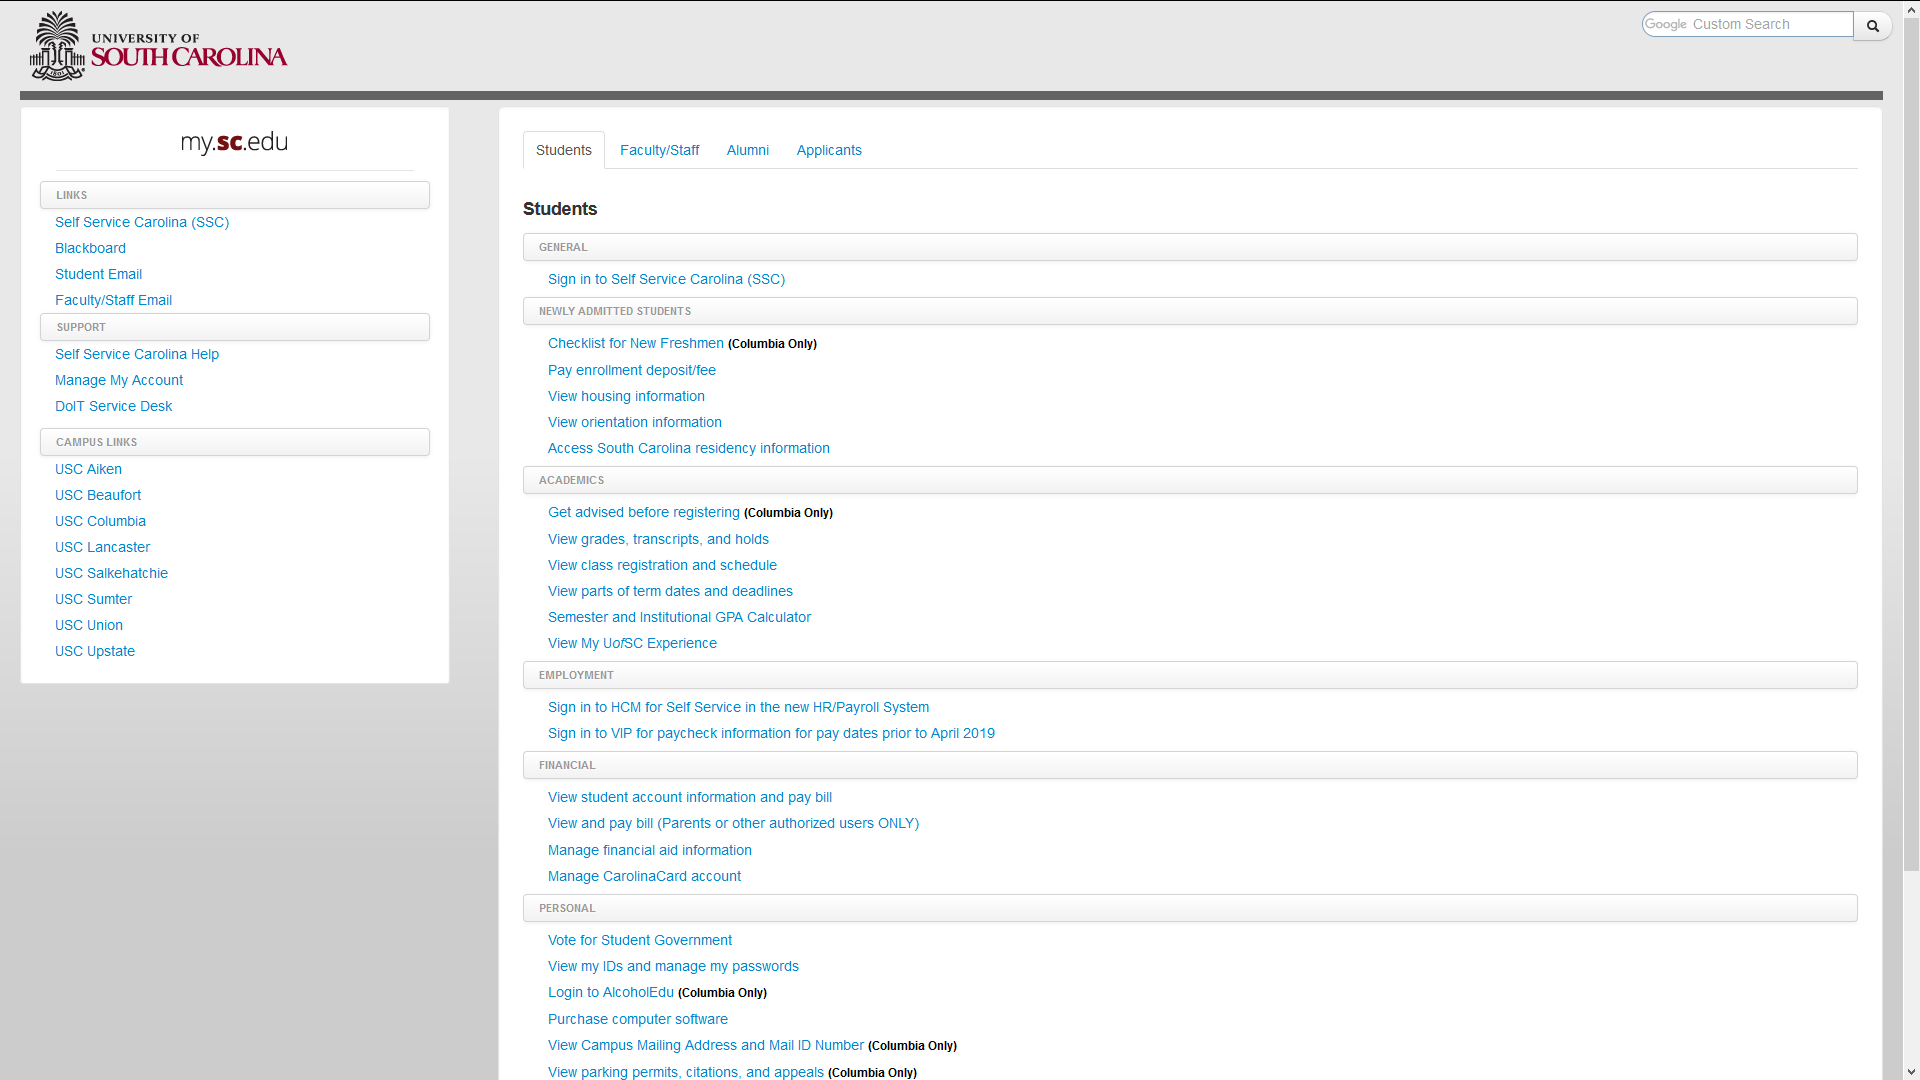 UNIVERSITY OF
SOUTH CAROLINA
1801
Google Custom Search
my.sc.edu
LINKS
Self Service Carolina (SSC)
Blackboard
Student Email
Faculty/Staff Email
SUPPORT
Self Service Carolina Help
Manage My Account
DoIT Service Desk
CAMPUS LINKS
USC Aiken
USC Beaufort
USC Columbia
USC Lancaster
USC Salkehatchie
USC Sumter
USC Union
USC Upstate
Students Faculty/Staff Alumni Applicants
Students
GENERAL
Sign in to Self Service Carolina (SSC)
NEWLY ADMITTED STUDENTS
Checklist for New Freshmen (Columbia Only)
Pay enrollment deposit/fee
View housing information
View orientation information
Access South Carolina residency information
ACADEMICS
Get advised before registering (Columbia Only)
View grades, transcripts, and holds
View class registration and schedule
View parts of term dates and deadlines
Semester and Institutional GPA Calculator
View My UofSC Experience
EMPLOYMENT
Sign in to HCM for Self Service in the new HR/Payroll System
Sign in to VIP for paycheck information for pay dates prior to April 2019
FINANCIAL
View student account information and pay bill
View and pay bill (Parents or other authorized users ONLY)
Manage financial aid information
Manage CarolinaCard account
PERSONAL
Vote for Student Government
View my IDs and manage my passwords
Login to AlcoholEdu (Columbia Only)
Purchase computer software
View Campus Mailing Address and Mail ID Number (Columbia Only)
View parking permits, citations, and appeals (Columbia Only)